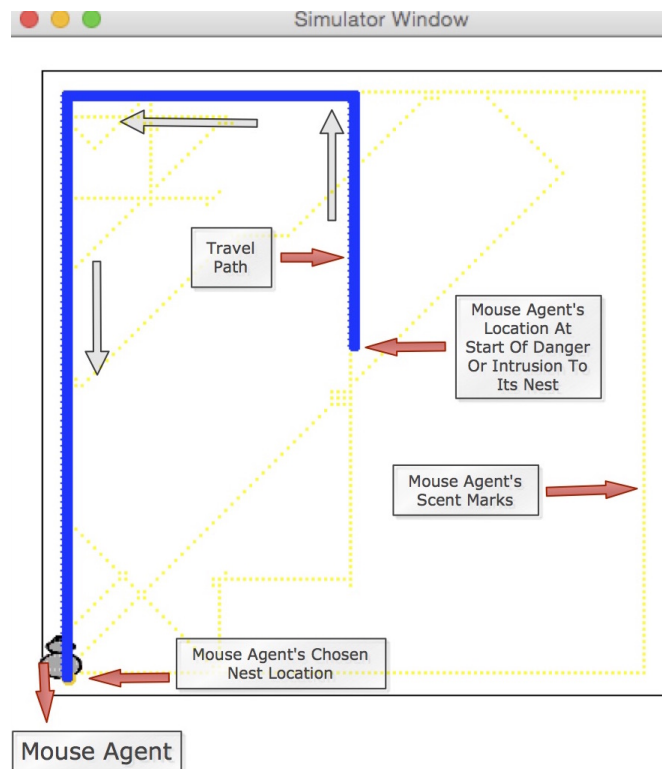 Simulator Window
Travel
Path
Mouse Agent's
Location At
Start Of Danger
Or Intrusion To
Its Nest
Mouse Agent's
Scent Marks
Mouse Agent's Chosen
Nest Location
Mouse Agent